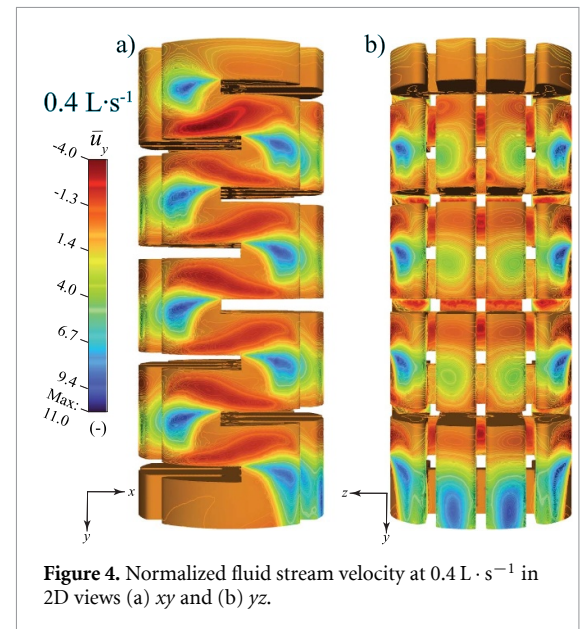 a)
b)
0.4 L·s-1
u̅y
-4.0
-1.3
1.4
4.0
6.7
9.4
Max:
11.0
(-)
x
y
z
y
Figure 4. Normalized fluid stream velocity at 0.4 L · s−1 in
2D views (a) xy and (b) yz.